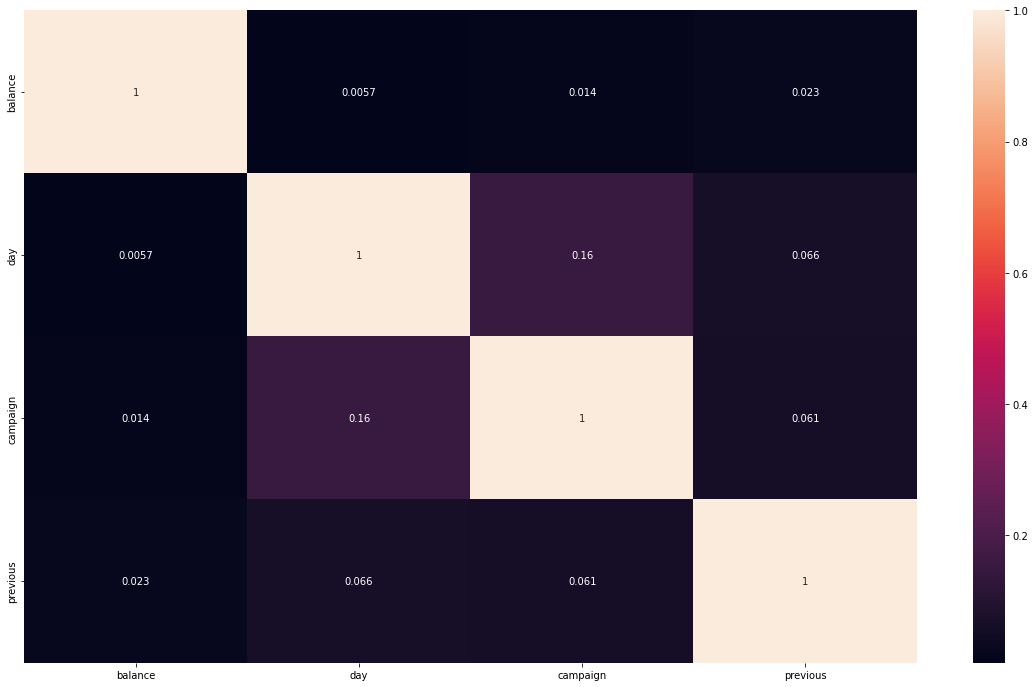 1.0
balance 1 0.0057 0.014 0.023
0.8
day 0.0057 1 0.16 0.066
0.6
campaign 0.014 0.16 1 0.061
0.4
previous 0.023 0.066 0.061 1
0.2
balance day campaign previous